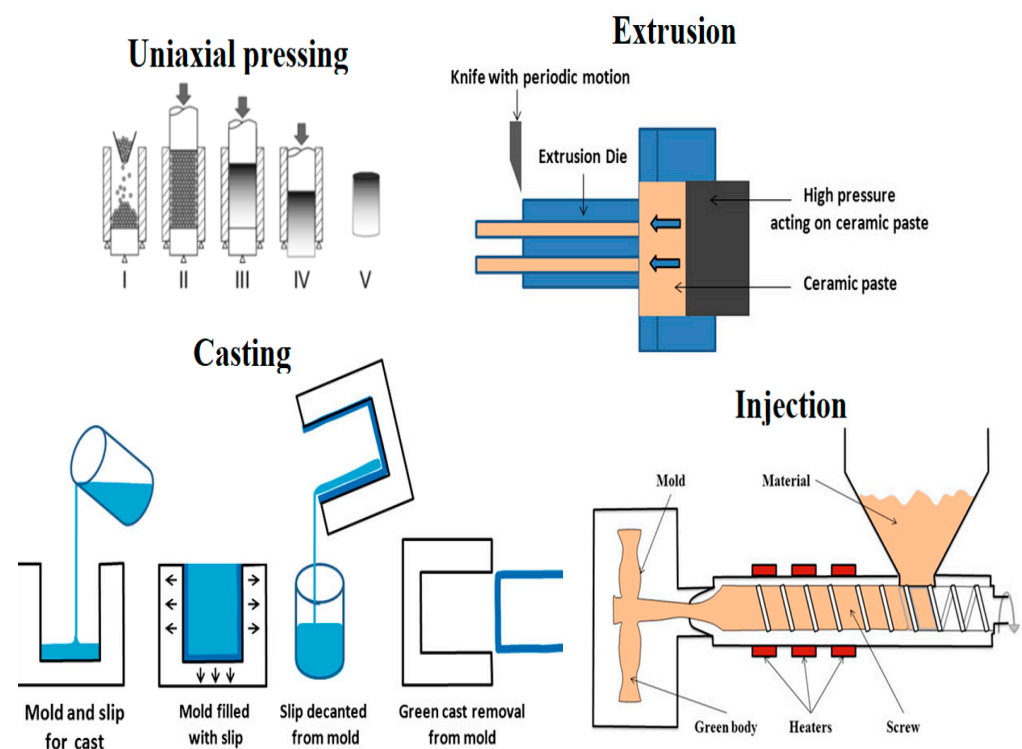 Uniaxial pressing
I II III IV V
Extrusion
Knife with periodic motion
Extrusion Die
High pressure
acting on ceramic paste
Ceramic paste
Casting
Mold and slip
for cast
Mold filled
with slip
Slip decanted
from mold
Green cast removal
from mold
Injection
Mold
Material
Green body
Heaters
Screw